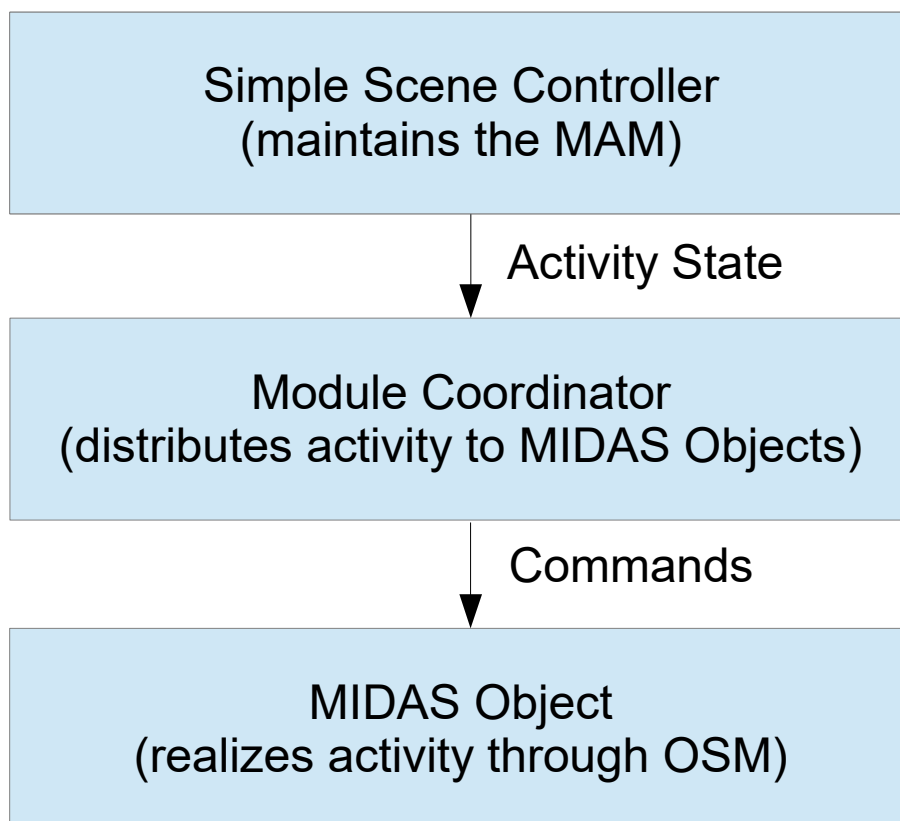 Simple Scene Controller
(maintains the MAM)
Activity State
Module Coordinator
(distributes activity to MIDAS Objects)
Commands
MIDAS Object
(realizes activity through OSM)